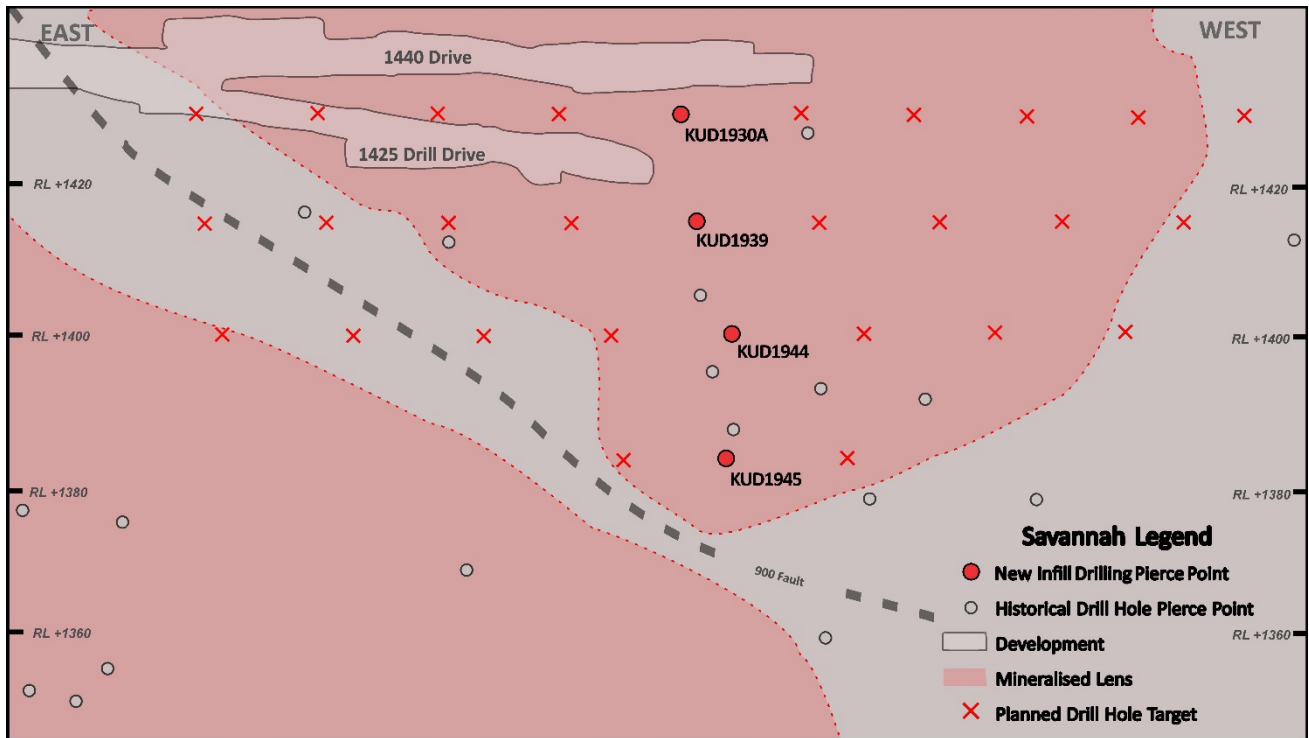 EAST
WEST
1440 Drive
KUD1930A
1425 Drill Drive
RL +1420
RL +1420
KUD1939
RL +1400
RL +1400
KUD1944
KUD1945
RL +1380
RL +1380
Savannah Legend
New Infill Drilling Pierce Point
900 Fault
Historical Drill Hole Pierce Point
RL +1360
RL +1360
Development
Mineralised Lens
Planned Drill Hole Target